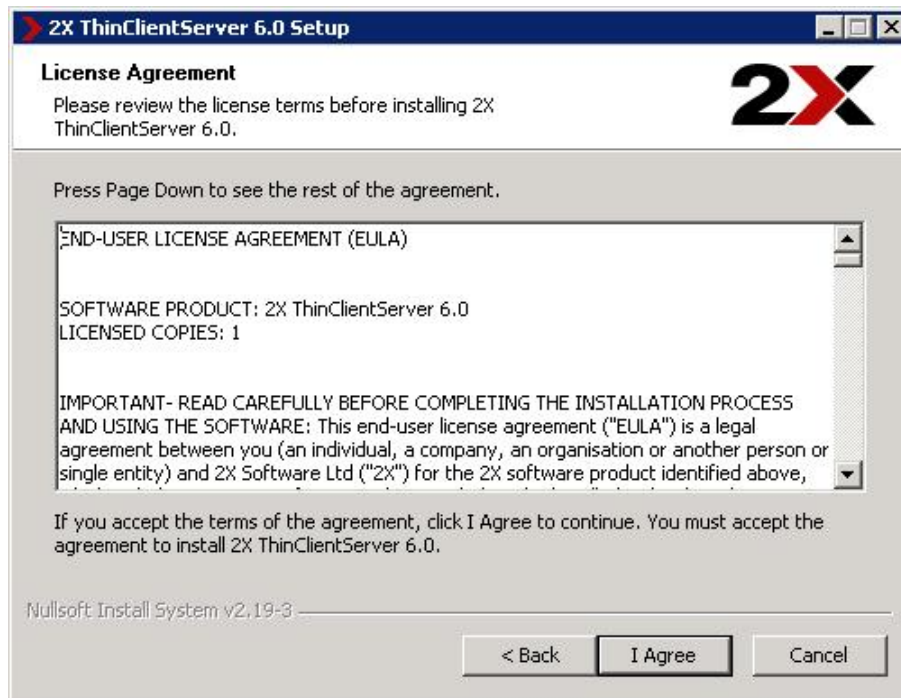 2X ThinClientServer 6.0 Setup
License Agreement
Please review the license terms before installing 2X
ThinClientServer 6.0.
2X
Press Page Down to see the rest of the agreement.
END-USER LICENSE AGREEMENT (EULA)
SOFTWARE PRODUCT: 2X ThinClientServer 6.0
LICENSED COPIES: 1
IMPORTANT- READ CAREFULLY BEFORE COMPLETING THE INSTALLATION PROCESS
AND USING THE SOFTWARE: This end-user license agreement ("EULA") is a legal
agreement between you (an individual, a company, an organisation or another person or
single entity) and 2X Software Ltd ("2X") for the 2X software product identified above,
If you accept the terms of the agreement, click I Agree to continue. You must accept the
agreement to install 2X ThinClientServer 6.0.
Nullsoft Install System v2.19-3
< Back
I Agree
Cancel